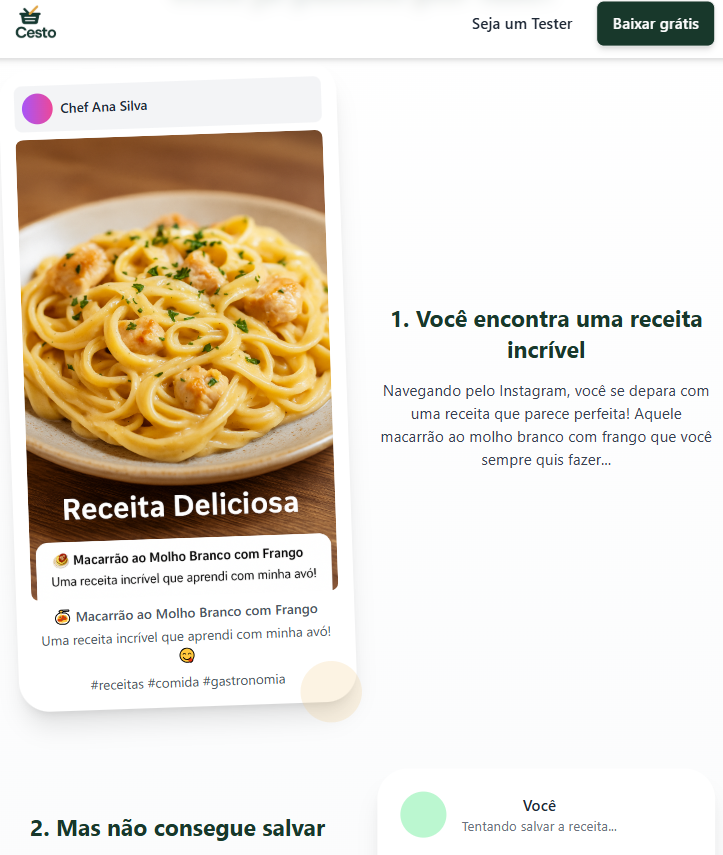 Cesto
Seja um Tester
Baixar grátis
Chef Ana Silva
Receita Deliciosa
🍝 Macarrão ao Molho Branco com Frango
Uma receita incrível que aprendi com minha avó!
🍝 Macarrão ao Molho Branco com Frango
Uma receita incrível que aprendi com minha avó!
😋
#receitas #comida #gastronomia
1. Você encontra uma receita
incrível
Navegando pelo Instagram, você se depara com
uma receita que parece perfeita! Aquele
macarrão ao molho branco com frango que você
sempre quis fazer...
2. Mas não consegue salvar
Você
Tentando salvar a receita...